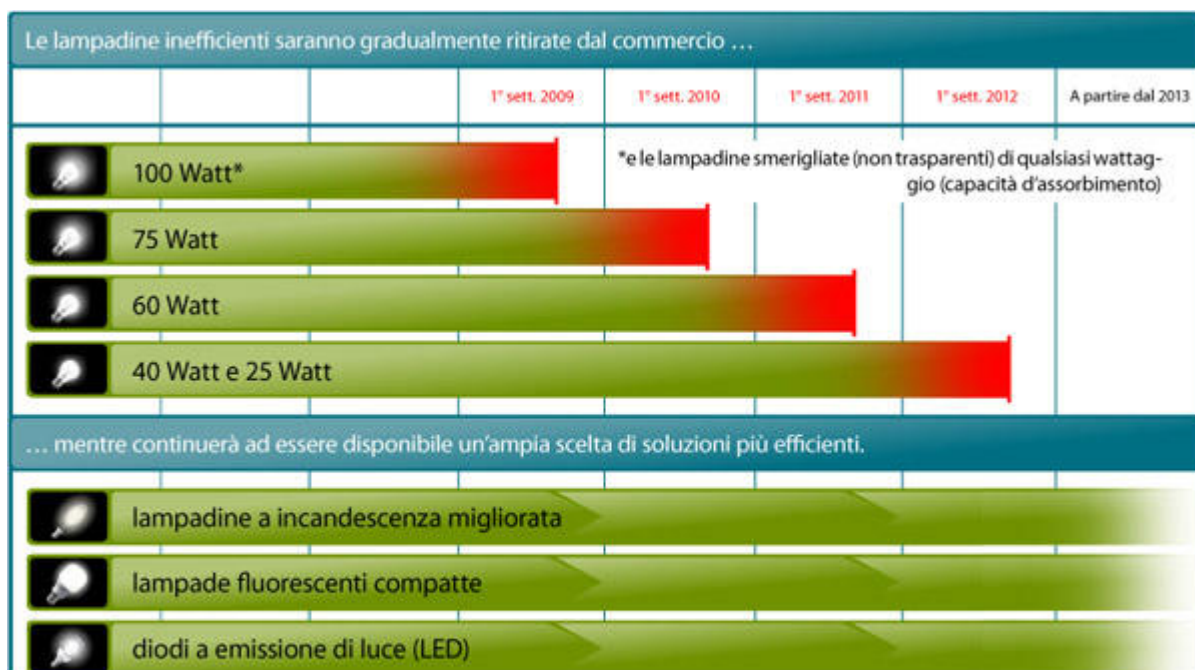 Le lampadine inefficienti saranno gradualmente ritirate dal commercio …
1° sett. 2009 1° sett. 2010 1° sett. 2011 1° sett. 2012 A partire dal 2013
100 Watt*
*e le lampadine smerigliate (non trasparenti) di qualsiasi wattag-
gio (capacità d'assorbimento)
75 Watt
60 Watt
40 Watt e 25 Watt
… mentre continuerà ad essere disponibile un'ampia scelta di soluzioni più efficienti.
lampadine a incandescenza migliorata
lampade fluorescenti compatte
diodi a emissione di luce (LED)